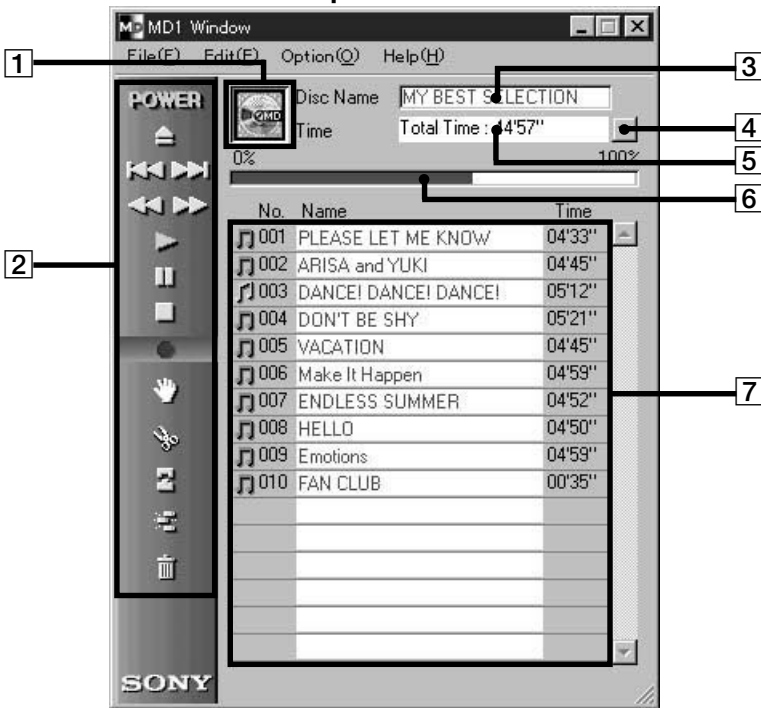 MD MD1 Window
File(F) Edit(E) Option(O) Help(H)
1
3
POWER
Disc Name MY BEST SELECTION
QMD
Time Total Time : 44'57"
4
5
0% 100%
6
No. Name Time
001 PLEASE LET ME KNOW 04'33"
2
002 ARISA and YUKI 04'45"
003 DANCE! DANCE! DANCE! 05'12"
004 DON'T BE SHY 05'21"
005 VACATION 04'45"
006 Make It Happen 04'59"
7
007 ENDLESS SUMMER 04'52"
008 HELLO 04'50"
009 Emotions 04'59"
010 FAN CLUB 00'35"
SONY